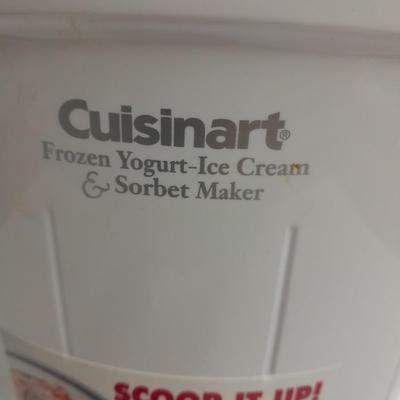 Cuisinart®
Frozen Yogurt-Ice Cream
& Sorbet Maker
SCOOP IT UP!